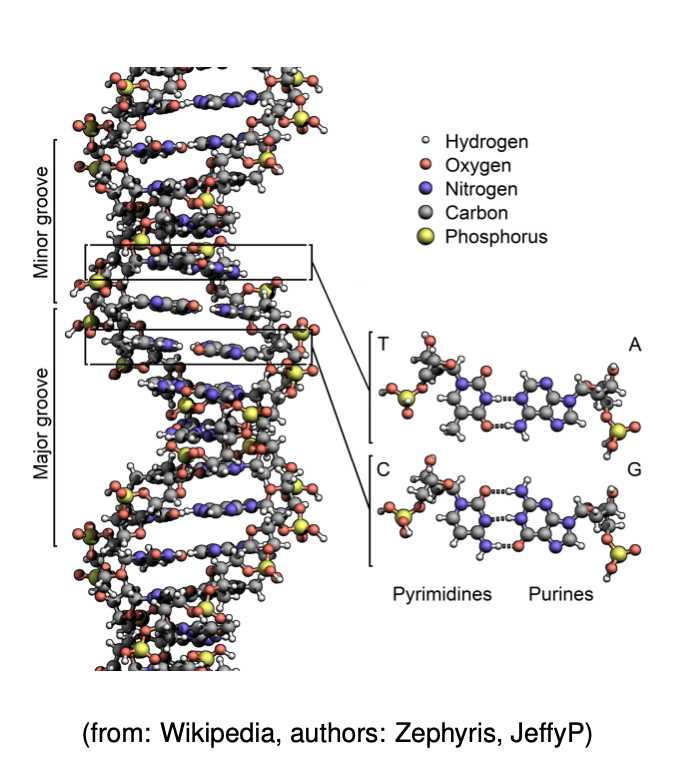 Minor groove
Major groove
Hydrogen
Oxygen
Nitrogen
Carbon
Phosphorus
T
A
C
G
Pyrimidines
Purines
(from: Wikipedia, authors: Zephyris, JeffyP)